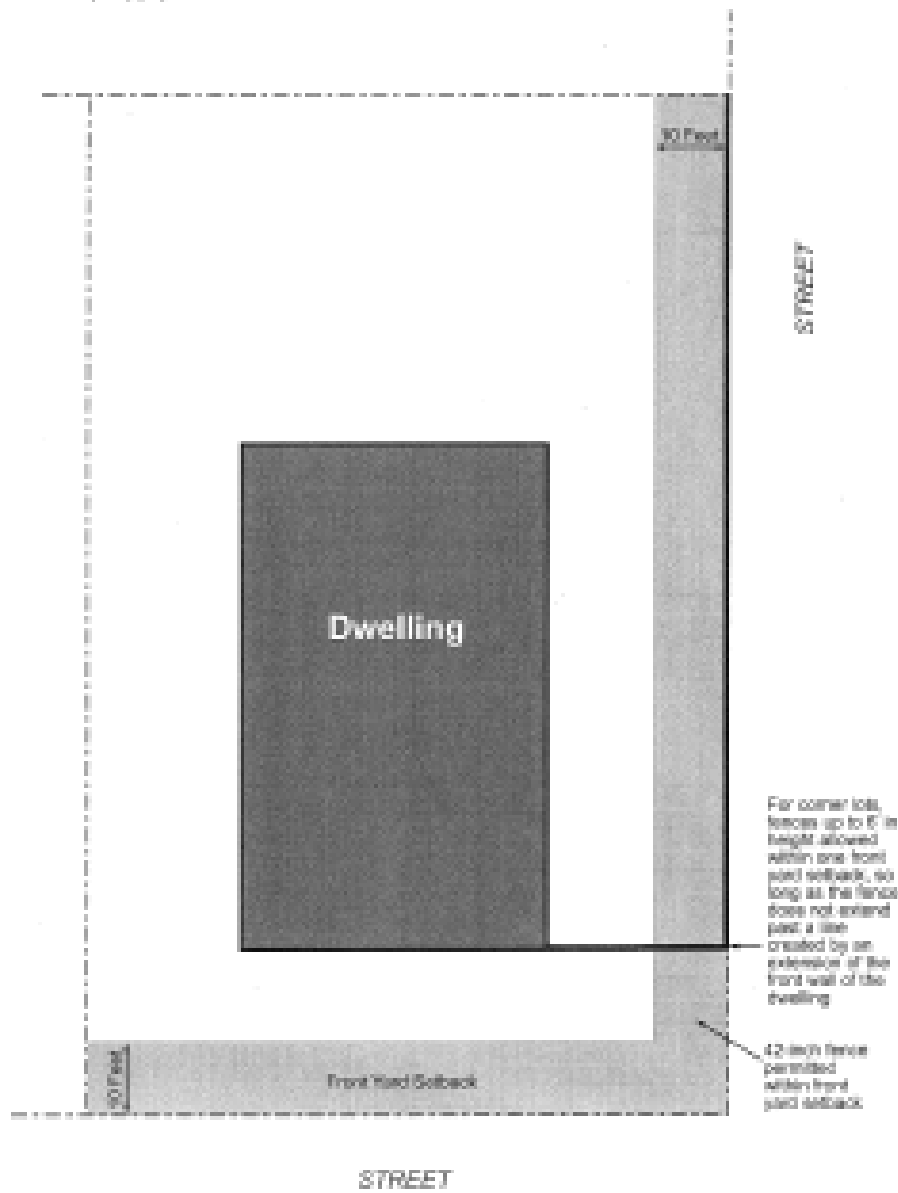 10 Feet
STREET
Dwelling
For corner lots,
fences up to 6' in
height allowed
within one front
yard setback, so
long as the fence
does not extend
past a line
created by an
extension of the
front wall of the
dwelling
42-inch fence
permitted
within front
yard setback
10 Feet
Front Yard Setback
STREET